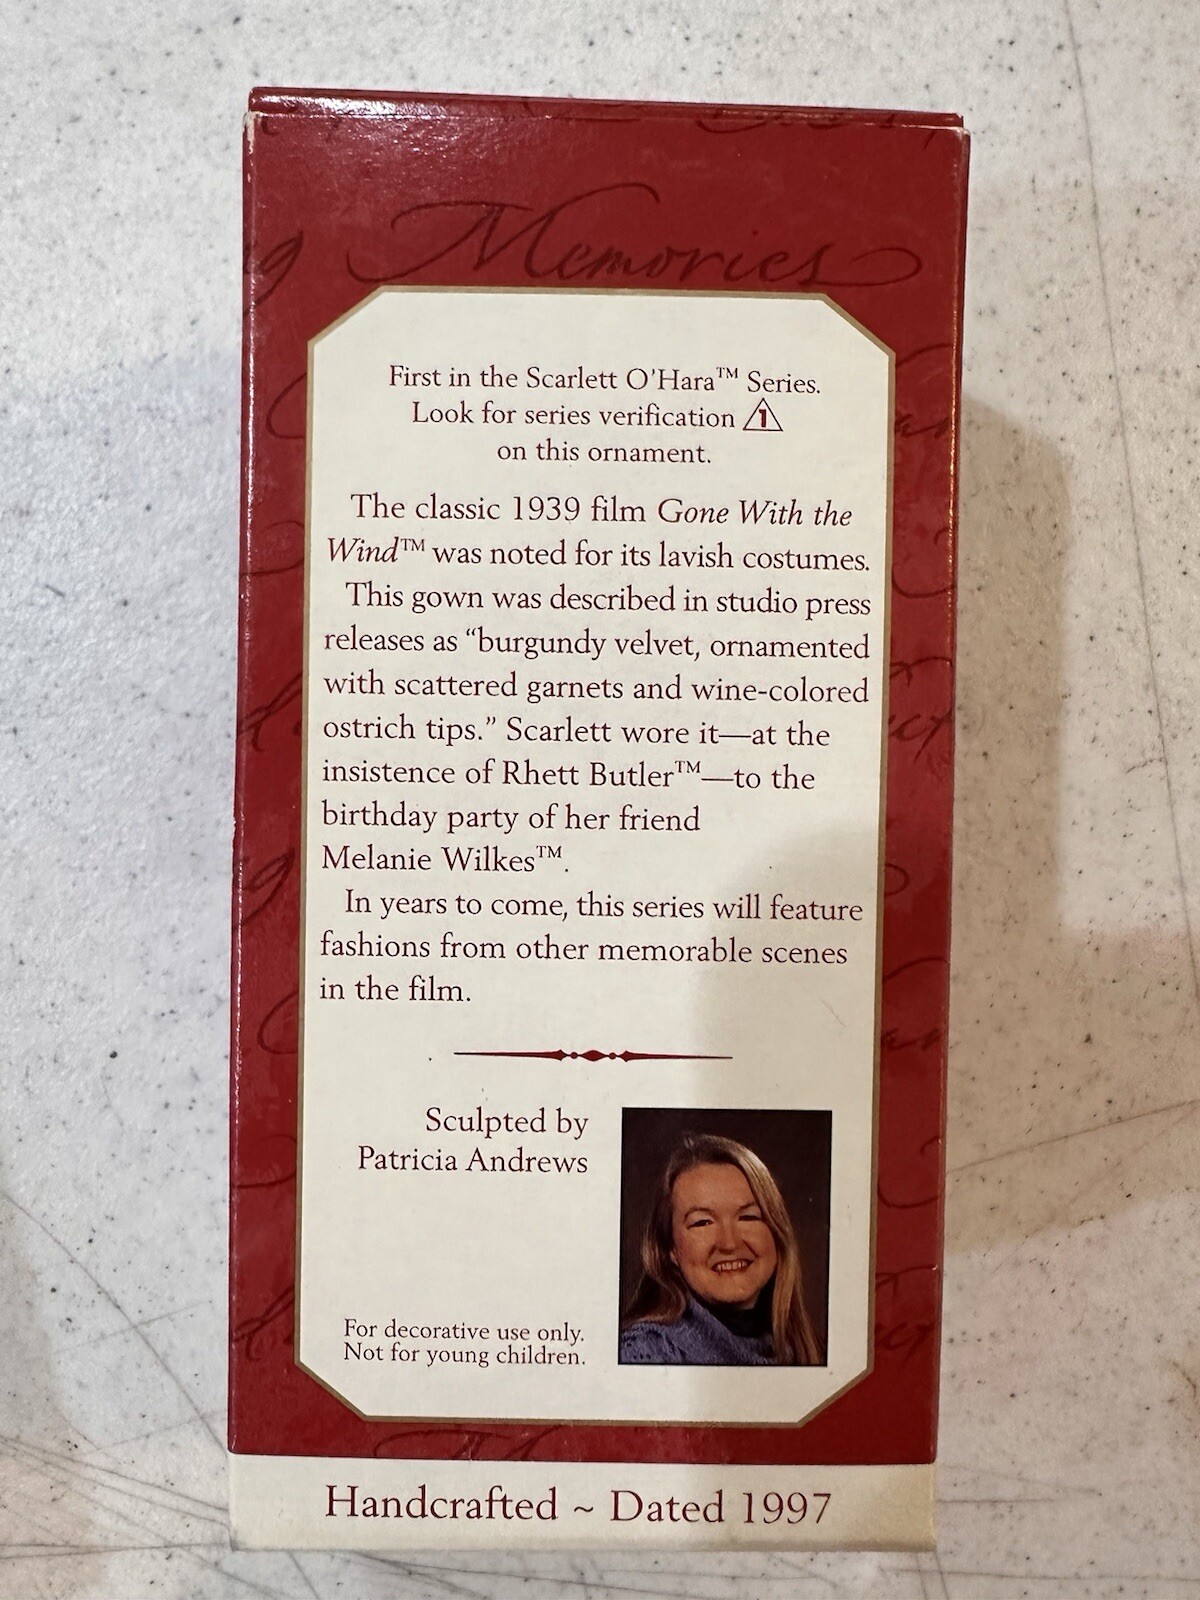 Memories
First in the Scarlett O'Hara™ Series.
Look for series verification 1
on this ornament.
The classic 1939 film Gone With the
Wind™ was noted for its lavish costumes.
This gown was described in studio press
releases as “burgundy velvet, ornamented
with scattered garnets and wine-colored
ostrich tips.” Scarlett wore it—at the
insistence of Rhett Butler™—to the
birthday party of her friend
Melanie Wilkes™.
In years to come, this series will feature
fashions from other memorable scenes
in the film.
Sculpted by
Patricia Andrews
For decorative use only.
Not for young children.
Handcrafted ~ Dated 1997